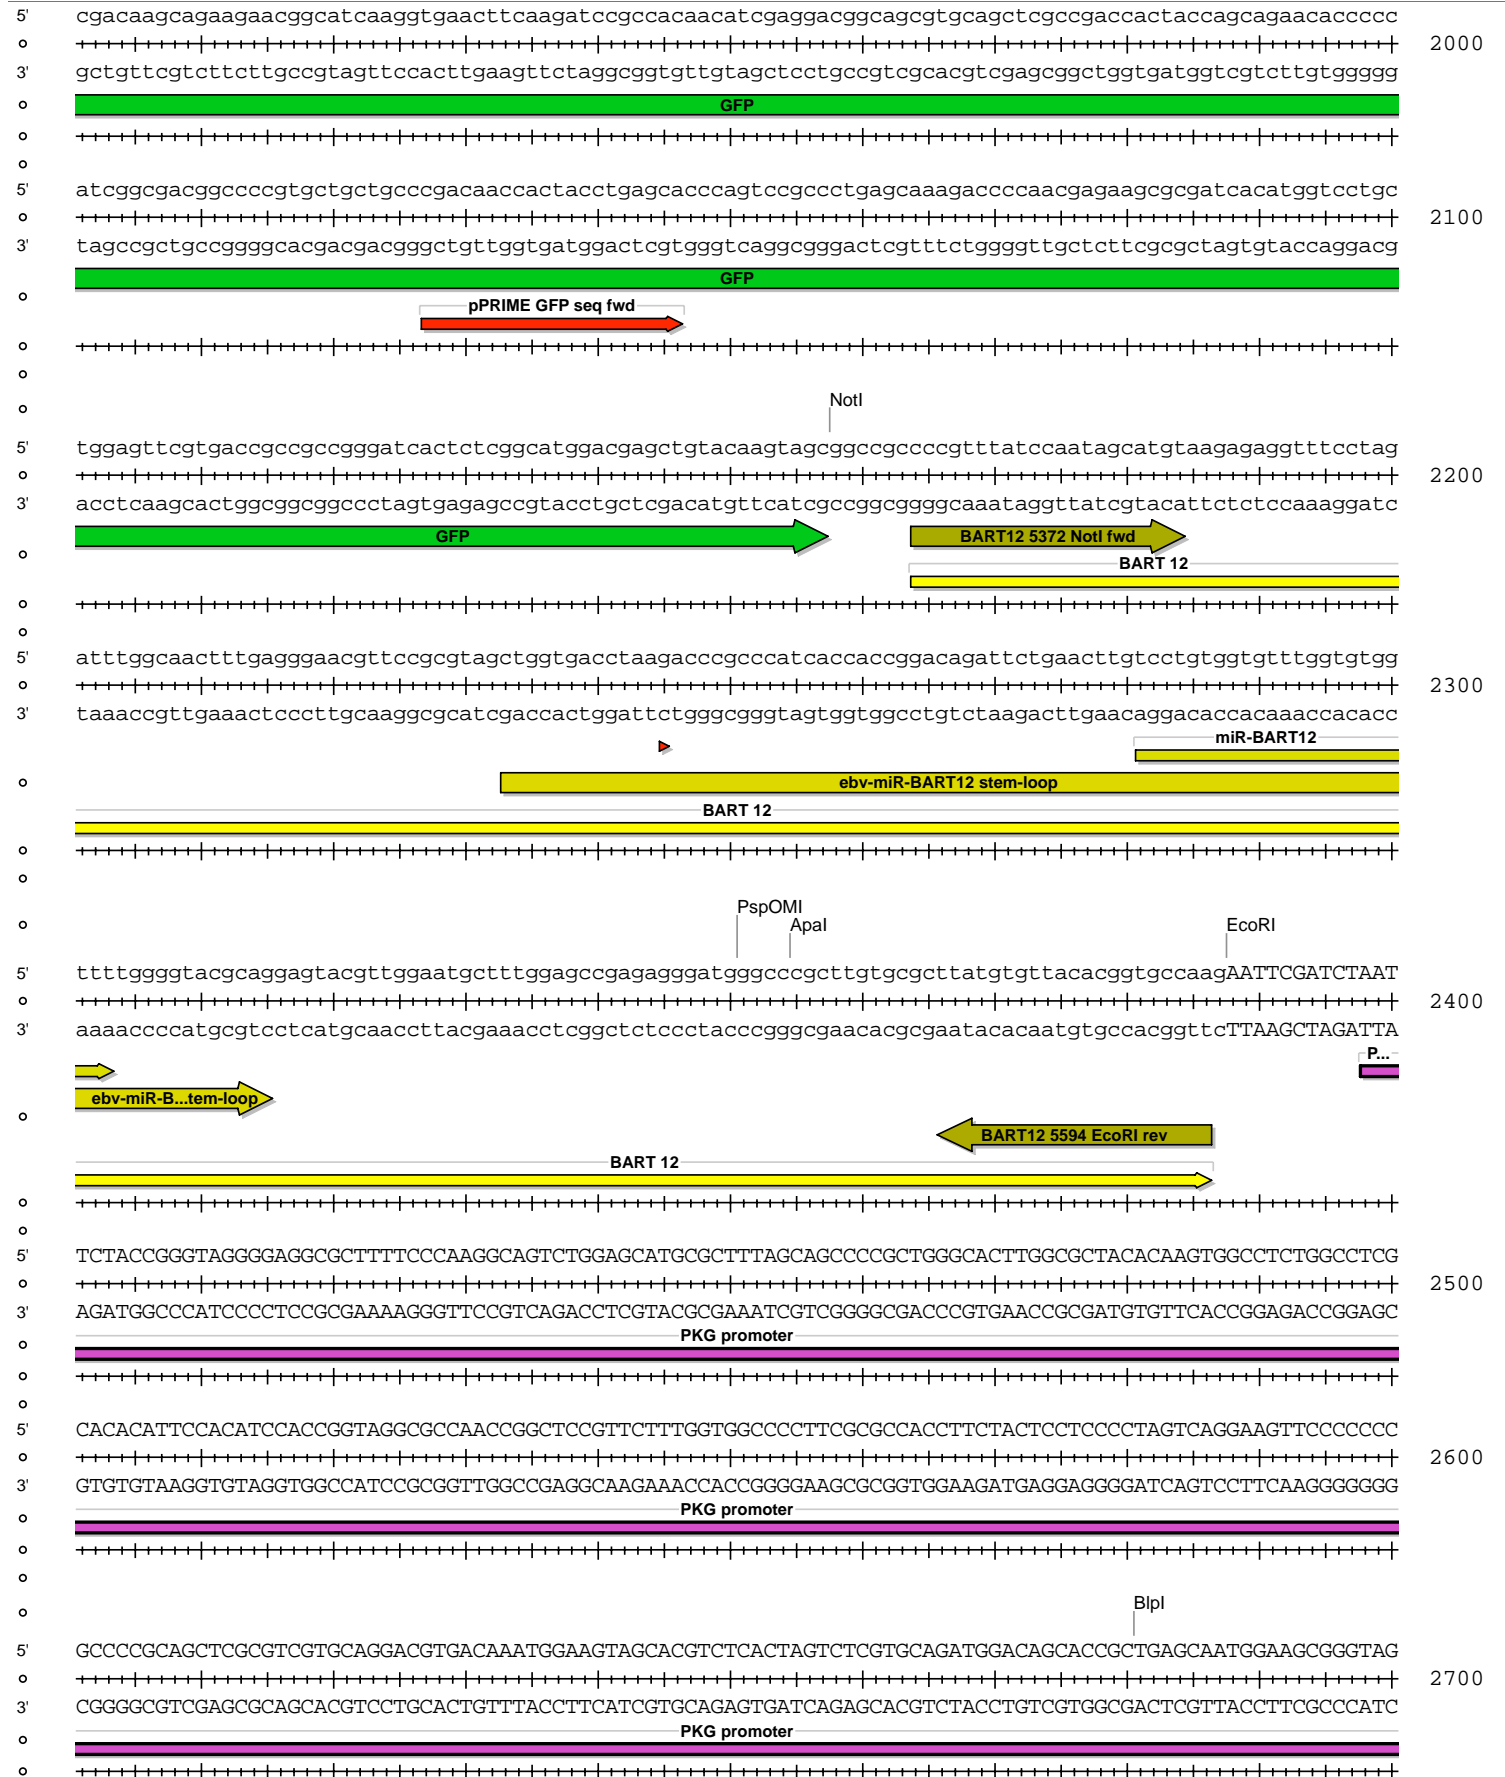 5' cgacaagcagaagaacggcatcaaggtgaacttcaagatccgccacaacatcgaggacggcagcgtgcagctcgccgaccactaccagcagaacaccccc
2000
3' gctgttcgtcttcttgccgtagttccacttgaagttctaggcggtgttgtagctcctgccgtcgcacgtcgagcggctggtgatggtcgtcttgtggggg
GFP
5' atcggcgacggccccgtgctgctgcccgacaaccactacctgagcacccagtccgccctgagcaaagaccccaacgagaagcgcgatcacatggtcctgc
2100
3' tagccgctgccggggcacgacgacgggctgttggtgatggactcgtgggtcaggcgggactcgtttctggggttgctcttcgcgctagtgtaccaggacg
GFP
pPRIME GFP seq fwd
NotI
5' tggagttcgtgaccgccgccgggatcactctcggcatggacgagctgtacaagtagcggccgccccgtttatccaatagcatgtaagagaggtttcctag
2200
3' acctcaagcactggcggcggccctagtgagagccgtacctgctcgacatgttcatcgccggcggggcaaataggttatcgtacattctctccaaaggatc
GFP
BART12 5372 NotI fwd
BART 12
5' atttggcaactttgagggaacgttccgcgtagctggtgacctaagacccgcccatcaccaccggacagattctgaacttgtcctgtggtgtttggtgtgg
2300
3' taaaccgttgaaactcccttgcaaggcgcatcgaccactggattctgggcgggtagtggtggcctgtctaagacttgaacaggacaccacaaaccacacc
miR-BART12
ebv-miR-BART12 stem-loop
BART 12
PspOMI
ApaI
EcoRI
5' ttttggggtacgcaggagtacgttggaatgctttggagccgagagggatgggcccgcttgtgcgcttatgtgttacacggtgccaagAATTCGATCTAAT
2400
3' aaaaccccatgcgtcctcatgcaaccttacgaaacctcggctctccctacccgggcgaacacgcgaatacacaatgtgccacggttcTTAAGCTAGATTA
P...
ebv-miR-B...tem-loop
BART12 5594 EcoRI rev
BART 12
5' TCTACCGGGTAGGGGAGGCGCTTTTCCCAAGGCAGTCTGGAGCATGCGCTTTAGCAGCCCCGCTGGGCACTTGGCGCTACACAAGTGGCCTCTGGCCTCG
2500
3' AGATGGCCCATCCCCTCCGCGAAAAGGGTTCCGTCAGACCTCGTACGCGAAATCGTCGGGGCGACCCGTGAACCGCGATGTGTTCACCGGAGACCGGAGC
PKG promoter
5' CACACATTCCACATCCACCGGTAGGCGCCAACCGGCTCCGTTCTTTGGTGGCCCCTTCGCGCCACCTTCTACTCCTCCCCTAGTCAGGAAGTTCCCCCCC
2600
3' GTGTGTAAGGTGTAGGTGGCCATCCGCGGTTGGCCGAGGCAAGAAACCACCGGGGAAGCGCGGTGGAAGATGAGGAGGGGATCAGTCCTTCAAGGGGGGG
PKG promoter
BlpI
5' GCCCCGCAGCTCGCGTCGTGCAGGACGTGACAAATGGAAGTAGCACGTCTCACTAGTCTCGTGCAGATGGACAGCACCGCTGAGCAATGGAAGCGGGTAG
2700
3' CGGGGCGTCGAGCGCAGCACGTCCTGCACTGTTTACCTTCATCGTGCAGAGTGATCAGAGCACGTCTACCTGTCGTGGCGACTCGTTACCTTCGCCCATC
PKG promoter